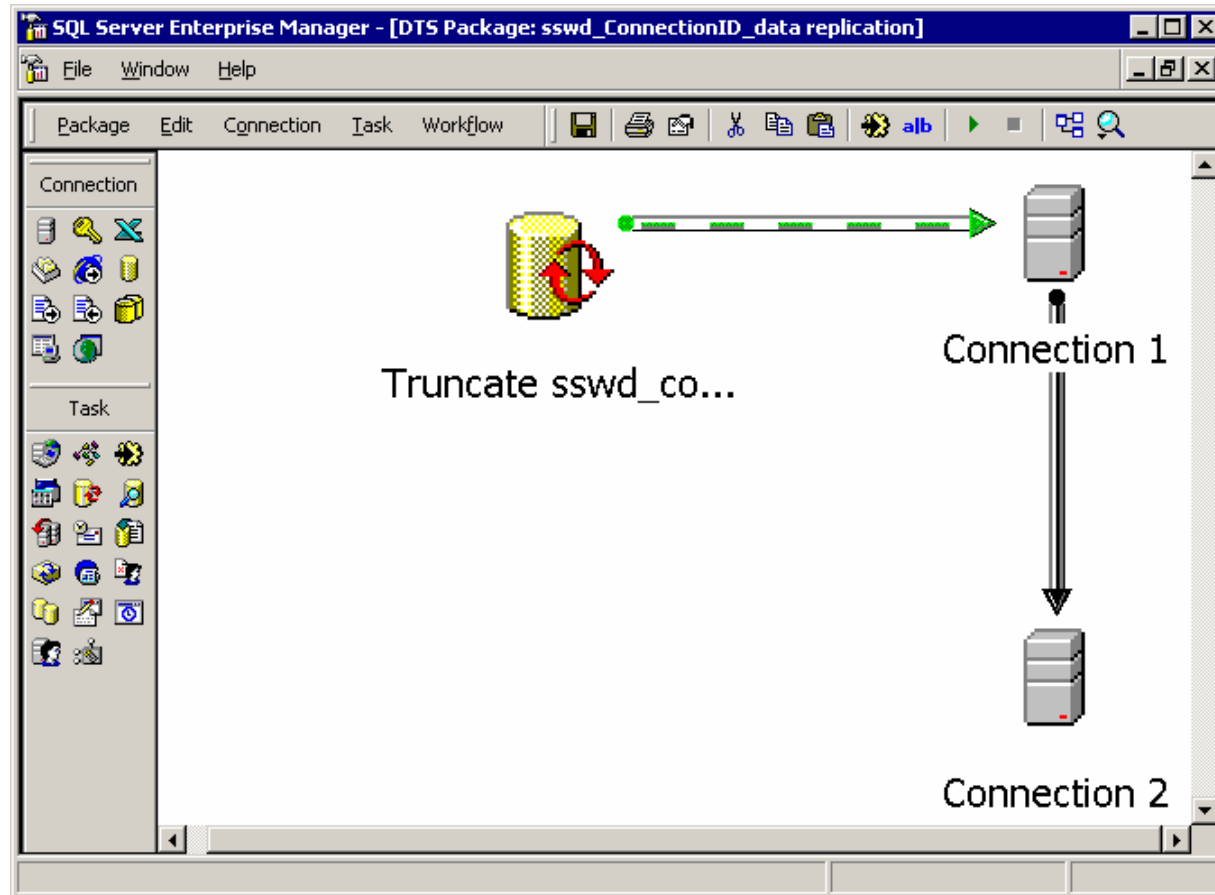 SQL Server Enterprise Manager - [DTS Package: sswd_ConnectionID_data replication]
File Window Help
Package Edit Connection Task Workflow a|b
Connection
Connection 1
Truncate sswd_co...
Task
Connection 2